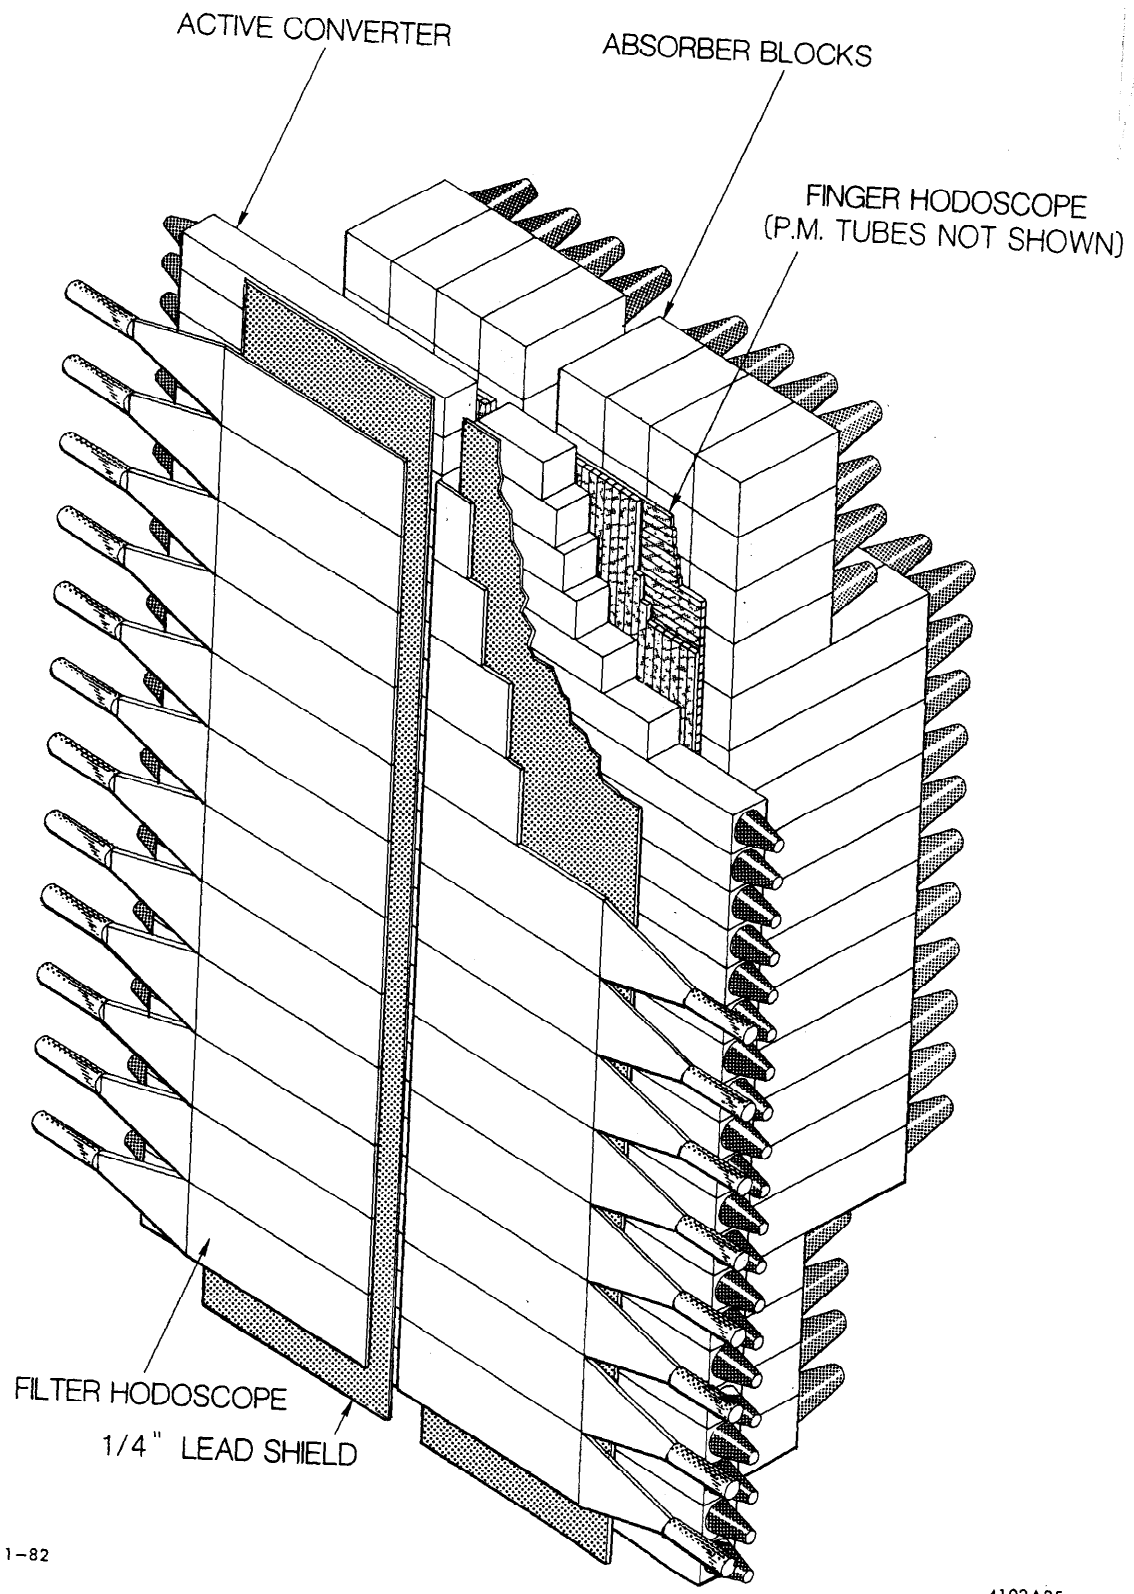 ACTIVE CONVERTER
ABSORBER BLOCKS
FINGER HODOSCOPE
(P.M. TUBES NOT SHOWN)
FILTER HODOSCOPE
1/4" LEAD SHIELD
1-82